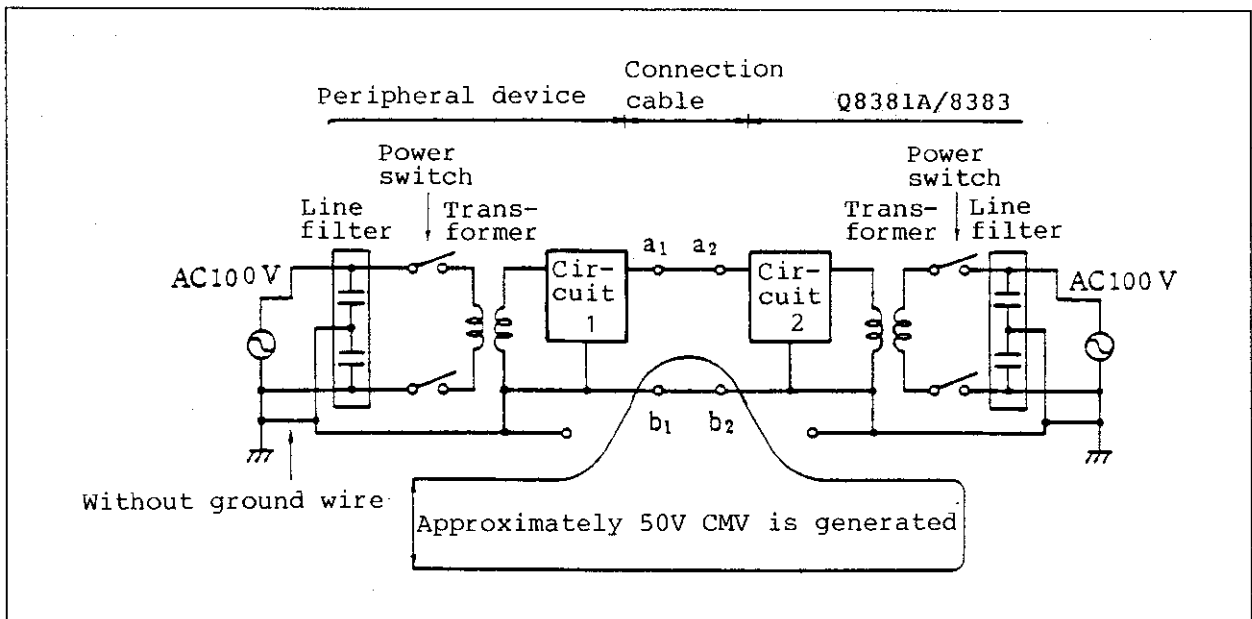 Peripheral device
Connection
cable
Q8381A/8383
Power
switch
Line
filter
Trans-
former
Power
switch
Trans-
former
Line
filter
AC100V
Cir-
cuit
1
a1 a2
Cir-
cuit
2
AC100V
b1 b2
Without ground wire
Approximately 50V CMV is generated